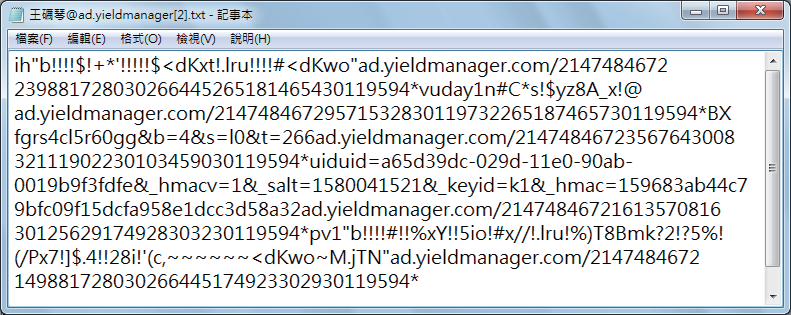 王碼琴@ad.yieldmanager[2].txt - 記事本
檔案(F) 編輯(E) 格式(O) 檢視(V) 說明(H)
ih"b!!!!$!+*'!!!!!$<dKxt!.lru!!!!#<dKwo"ad.yieldmanager.com/2147484672
2398817280302664452651814654301​19594*vuday1n#C*s!$yz8A_x!@
ad.yieldmanager.com/21474846729571532830119732265187465730119594*BX
fgrs4cl5r60gg&b=4&s=l0&t=266ad.yieldmanager.com/21474846723567643008
32111902230103459030119594*uiduid=a65d39dc-029d-11e0-90ab-
0019b9f3fdfe&_hmacv=1&_salt=1580041521&_keyid=k1&_hmac=159683ab44c7
9bfc09f15dcfa958e1dcc3d58a32ad.yieldmanager.com/21474846721613570816
30125629174928303230119594*pv1"b!!!!#!!%xY!!5io!#x//!.lru!%)T8Bmk?2!?5%!
(/Px7!]$.4!!28i!'(c,~~~~~~<dKwo~M.jTN"ad.yieldmanager.com/2147484672
149881728030266445174923302930119594*